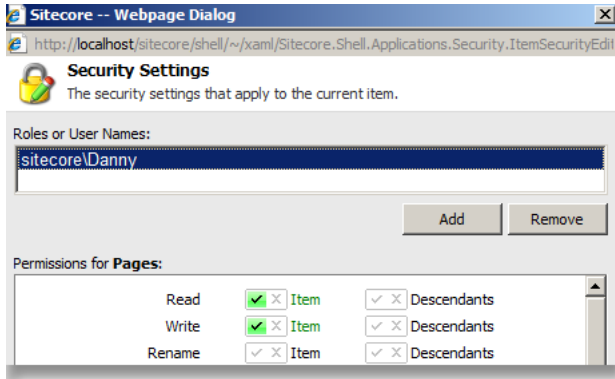 Sitecore -- Webpage Dialog
http://localhost/sitecore/shell/~/xaml/Sitecore.Shell.Applications.Security.ItemSecurityEdit
Security Settings
The security settings that apply to the current item.
Roles or User Names:
sitecore\Danny
Add Remove
Permissions for Pages:
Read Item Descendants
Write Item Descendants
Rename Item Descendants